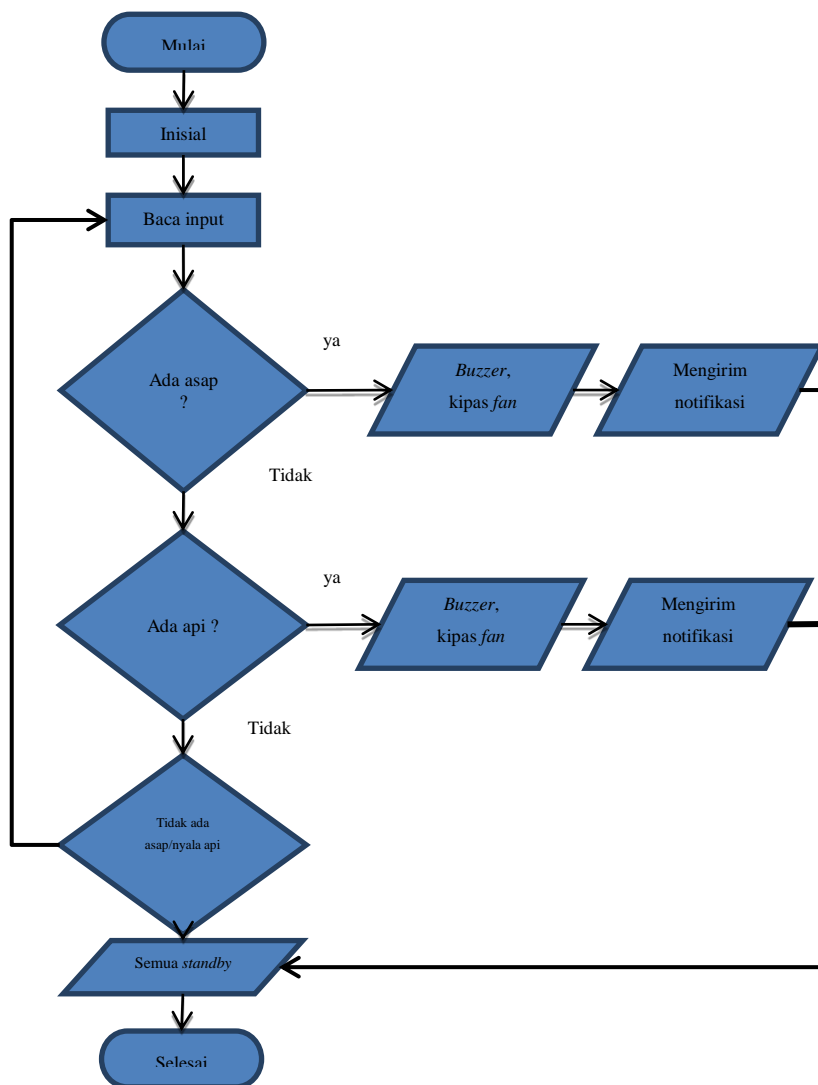 Mulai
Inisial
Baca input
Ada asap
?
ya
Buzzer,
kipas fan
Mengirim
notifikasi
Tidak
Ada api ?
ya
Buzzer,
kipas fan
Mengirim
notifikasi
Tidak
Tidak ada
asap/nyala api
Semua standby
Selesai